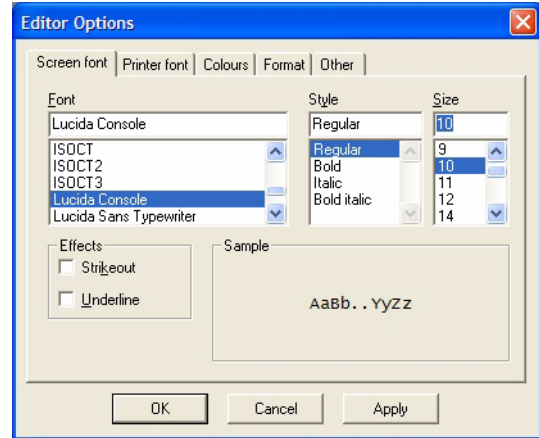 Editor Options
Screen font Printer font Colours Format Other
Font Style Size
Lucida Console Regular 10
ISOCT Regular 9
ISOCT2 Bold 10
ISOCT3 Italic 11
Lucida Console Bold italic 12
Lucida Sans Typewriter 14
Effects Sample
Strikeout
Underline AaBb..YyZz
OK Cancel Apply